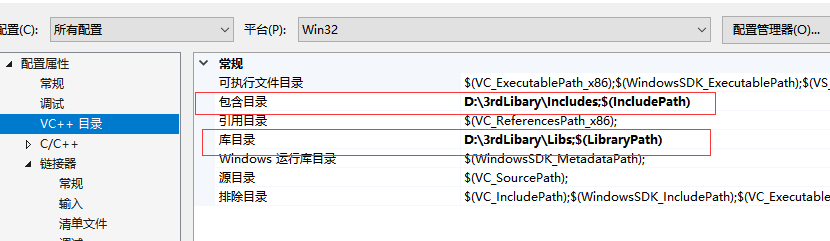 配置(C):
所有配置
平台(P):
Win32
配置管理器(O)...
配置属性
常规
调试
VC++ 目录
C/C++
链接器
常规
输入
清单文件
调试
常规
可执行文件目录 $(VC_ExecutablePath_x86);$(WindowsSDK_ExecutablePath);$(VS_
包含目录 D:\3rdLibary\Includes;$(IncludePath)
引用目录 $(VC_ReferencesPath_x86);
库目录 D:\3rdLibary\Libs;$(LibraryPath)
Windows 运行库目录 $(WindowsSDK_MetadataPath);
源目录 $(VC_SourcePath);
排除目录 $(VC_IncludePath);$(WindowsSDK_IncludePath);$(VC_Executable